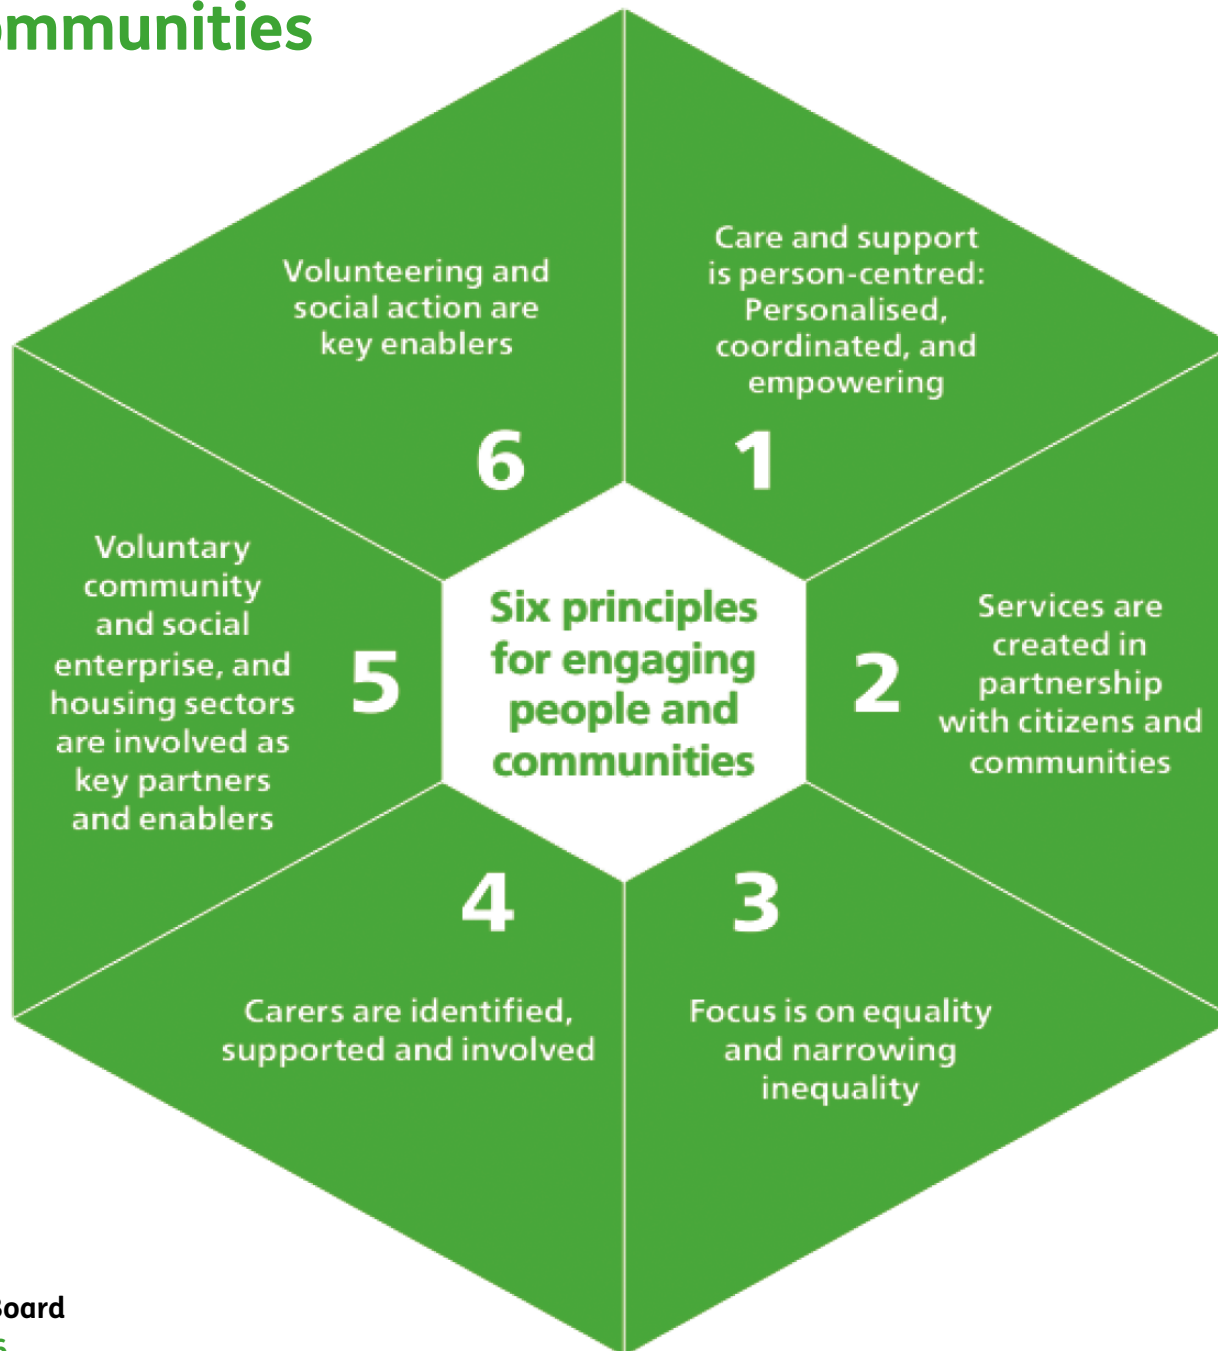 ommunities
Care and support
is person-centred:
Personalised,
coordinated, and
empowering
1
Services are
created in
partnership
with citizens and
communities
2
3
Focus is on equality
and narrowing
inequality
4
Carers are identified,
supported and involved
Voluntary
community
and social
enterprise, and
housing sectors
are involved as
key partners
and enablers
5
Volunteering and
social action are
key enablers
6
Six principles
for engaging
people and
communities
Board